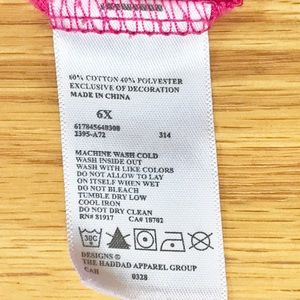 60% COTTON 40% POLYESTER
EXCLUSIVE OF DECORATION
MADE IN CHINA
6X
617845648308
2395-A72 314
MACHINE WASH COLD
WASH INSIDE OUT
WASH WITH LIKE COLORS
DO NOT ALLOW TO LAY
ON ITSELF WHEN WET
DO NOT BLEACH
TUMBLE DRY LOW
COOL IRON
DO NOT DRY CLEAN
RN# 31917 CA# 18782
30C
DESIGNS ®
THE HADDAD APPAREL GROUP
CAH 0328